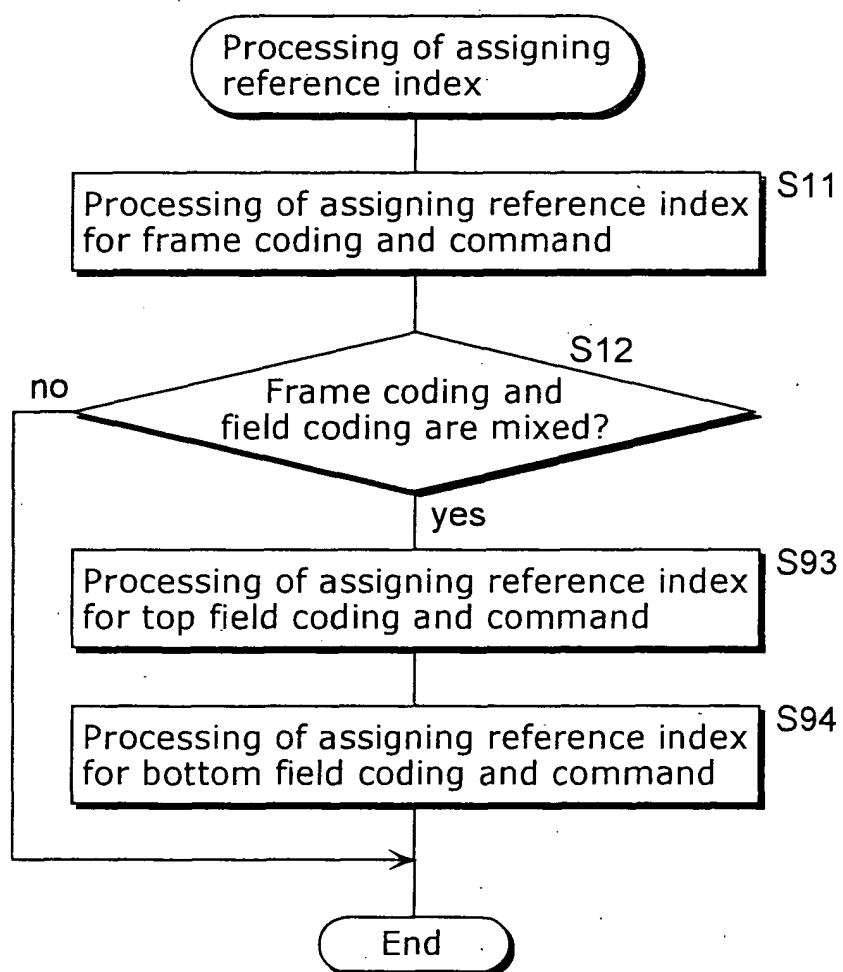 Processing of assigning
reference index
S11
Processing of assigning reference index
for frame coding and command
S12
no
Frame coding and
field coding are mixed?
yes
S93
Processing of assigning reference index
for top field coding and command
S94
Processing of assigning reference index
for bottom field coding and command
End